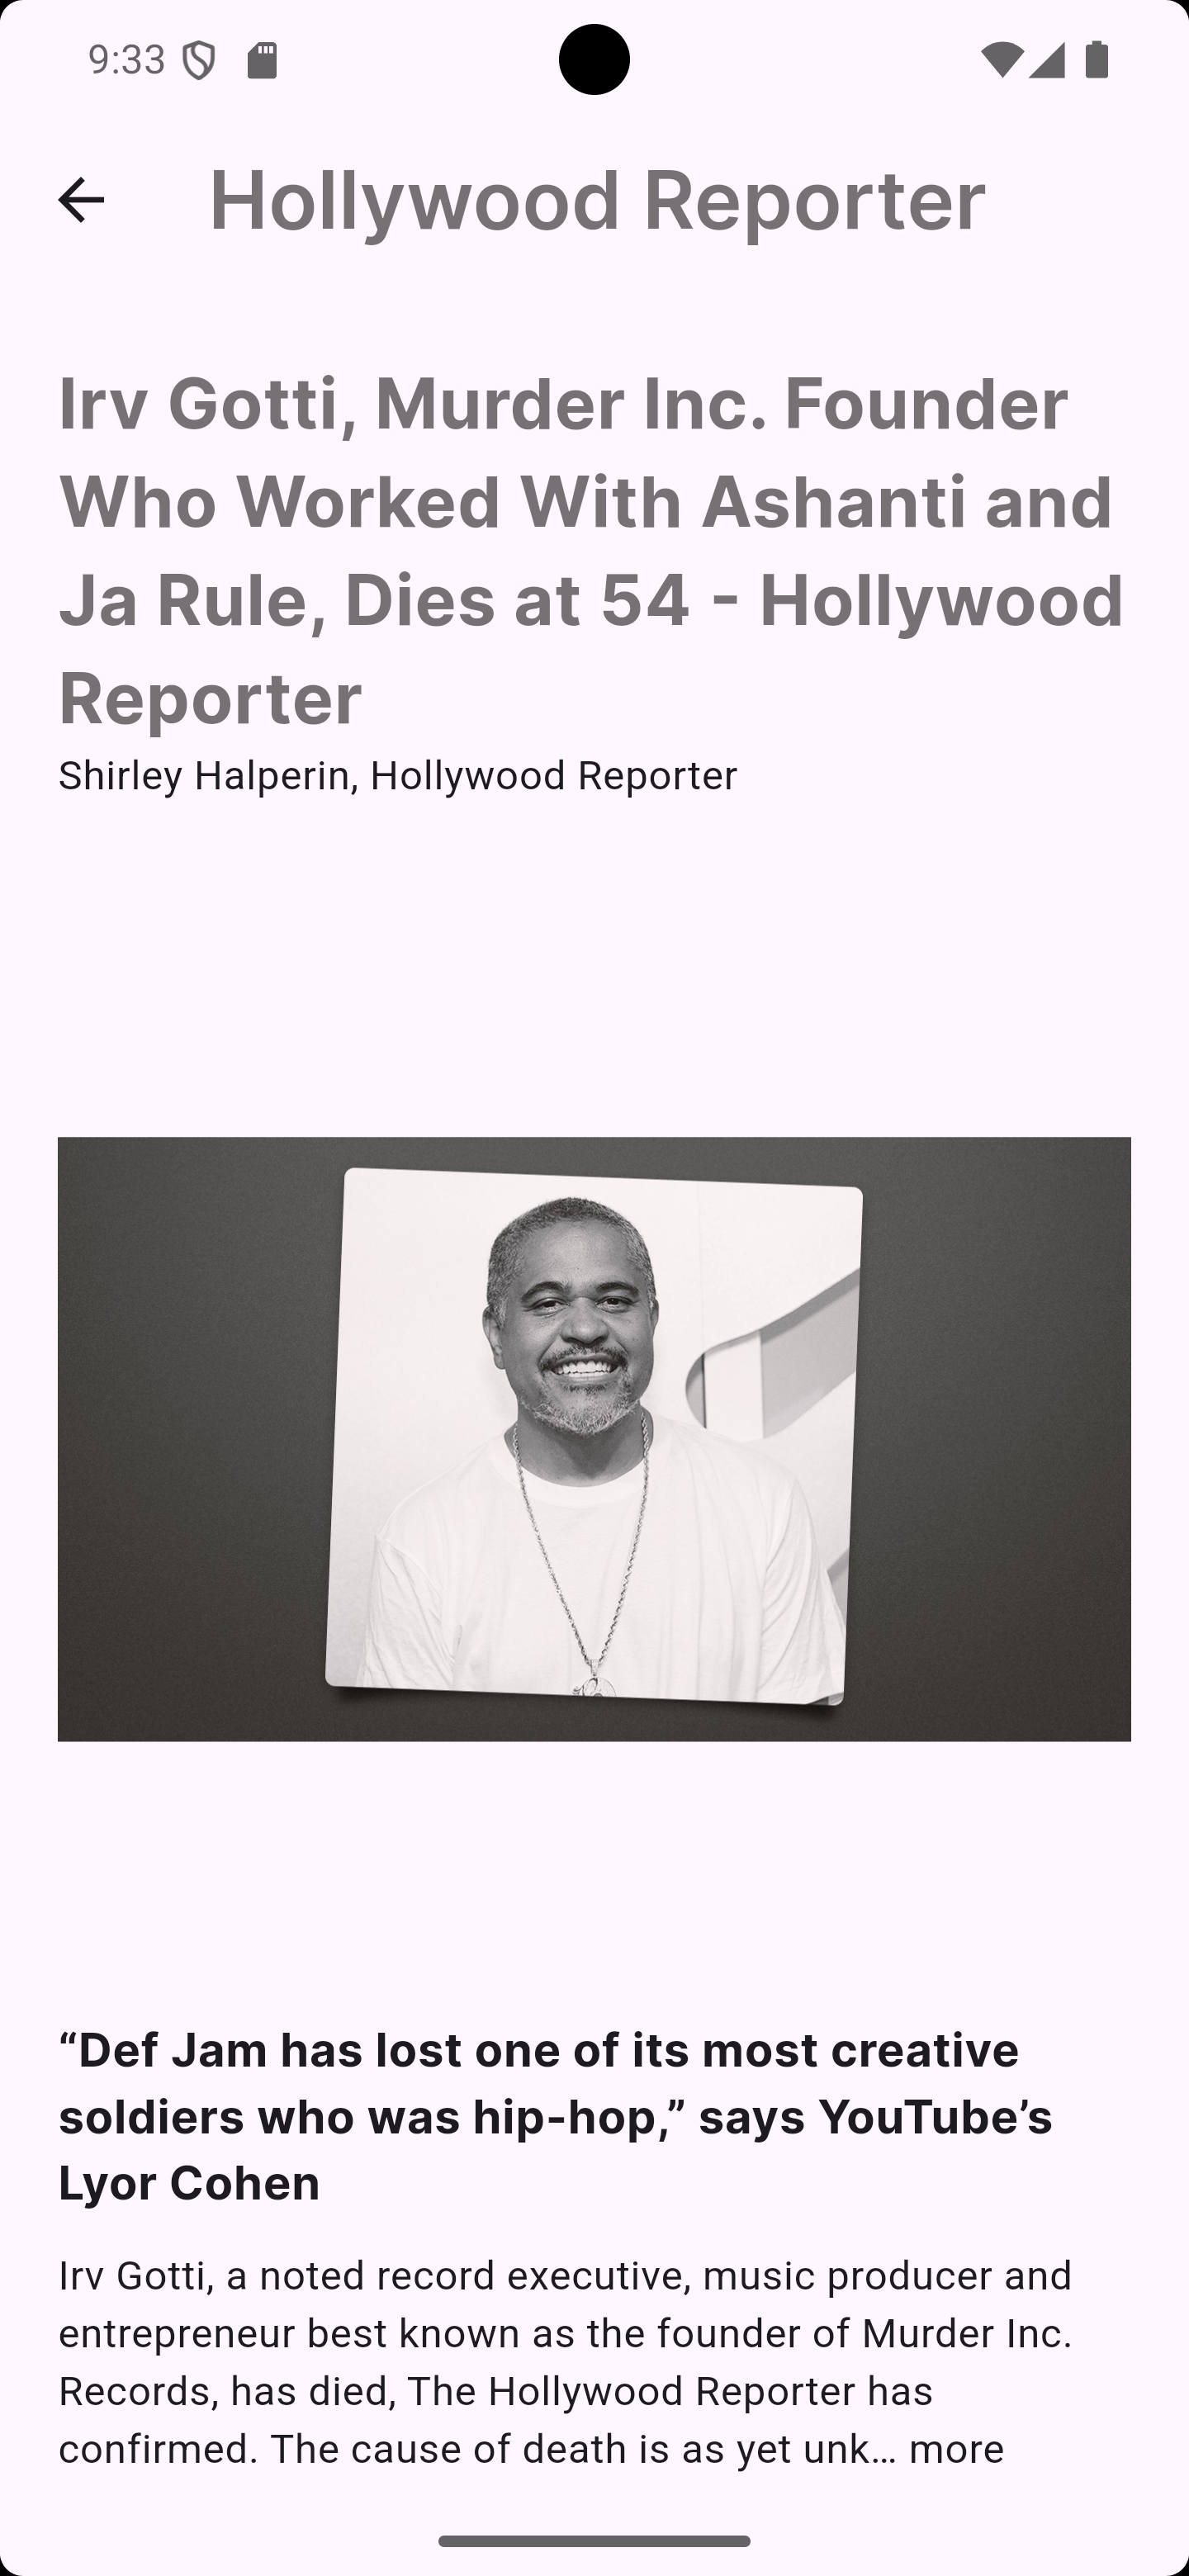 9:33
Hollywood Reporter
Irv Gotti, Murder Inc. Founder
Who Worked With Ashanti and
Ja Rule, Dies at 54 - Hollywood
Reporter
Shirley Halperin, Hollywood Reporter
“Def Jam has lost one of its most creative
soldiers who was hip-hop,” says YouTube’s
Lyor Cohen
Irv Gotti, a noted record executive, music producer and
entrepreneur best known as the founder of Murder Inc.
Records, has died, The Hollywood Reporter has
confirmed. The cause of death is as yet unk… more